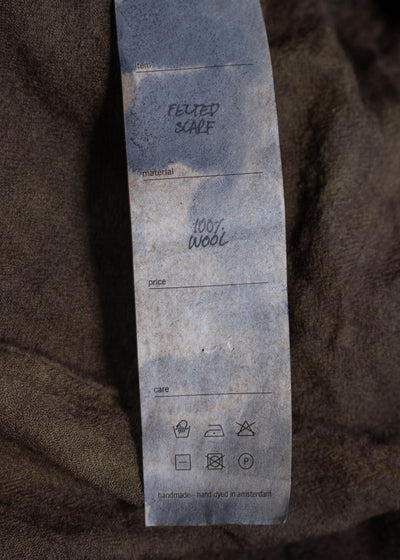 item
FELTED
SCARF
material
100%
WOOL
price
care
P
handmade - hand dyed in amsterdam